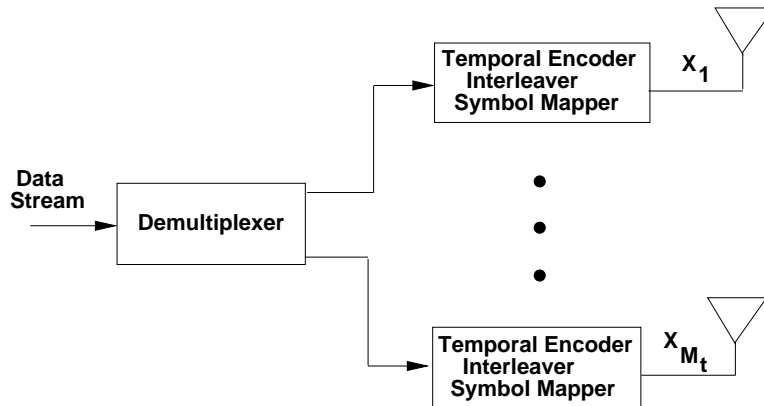 Data
Stream
Demultiplexer
Temporal Encoder
Interleaver
Symbol Mapper
X1
Temporal Encoder
Interleaver
Symbol Mapper
XMt